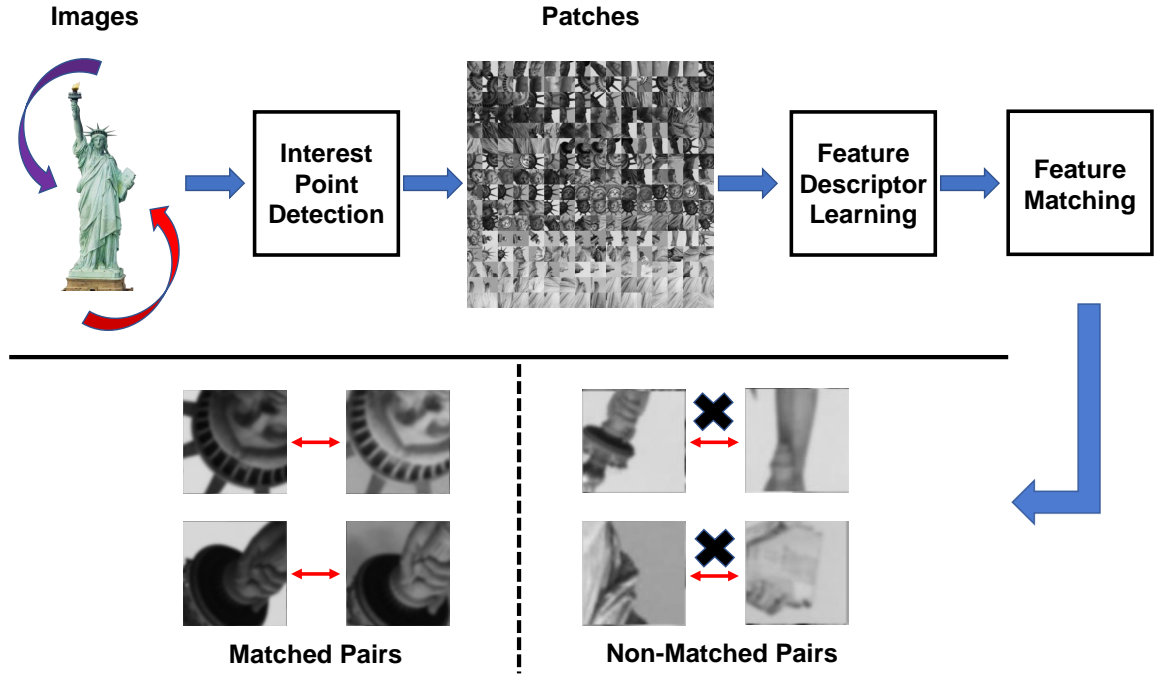 Images
Patches
Interest
Point
Detection
Feature
Descriptor
Learning
Feature
Matching
Matched Pairs
Non-Matched Pairs